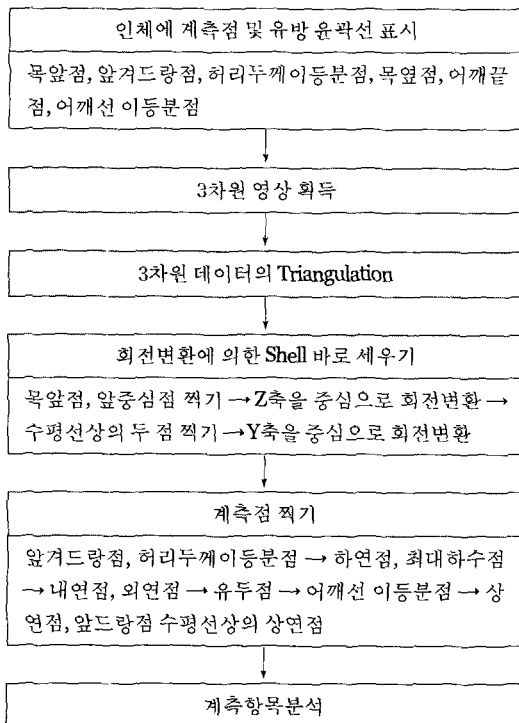 인체에 계측점 및 유방 윤곽선 표시
목앞점, 앞겨드랑점, 허리두께이등분점, 목옆점, 어깨끝
점, 어깨선 이등분점
3차원 영상 획득
3차원 데이터의 Triangulation
회전변환에 의한 Shell 바로 세우기
목앞점, 앞중심점 찍기 → Z축을 중심으로 회전변환 →
수평선상의 두 점 찍기 → Y축을 중심으로 회전변환
계측점 찍기
앞겨드랑점, 허리두께이등분점 → 하연점, 최대하수점
→ 내연점, 외연점 → 유두점 → 어깨선 이등분점 → 상
연점, 앞드랑점 수평선상의 상연점
계측항목분석